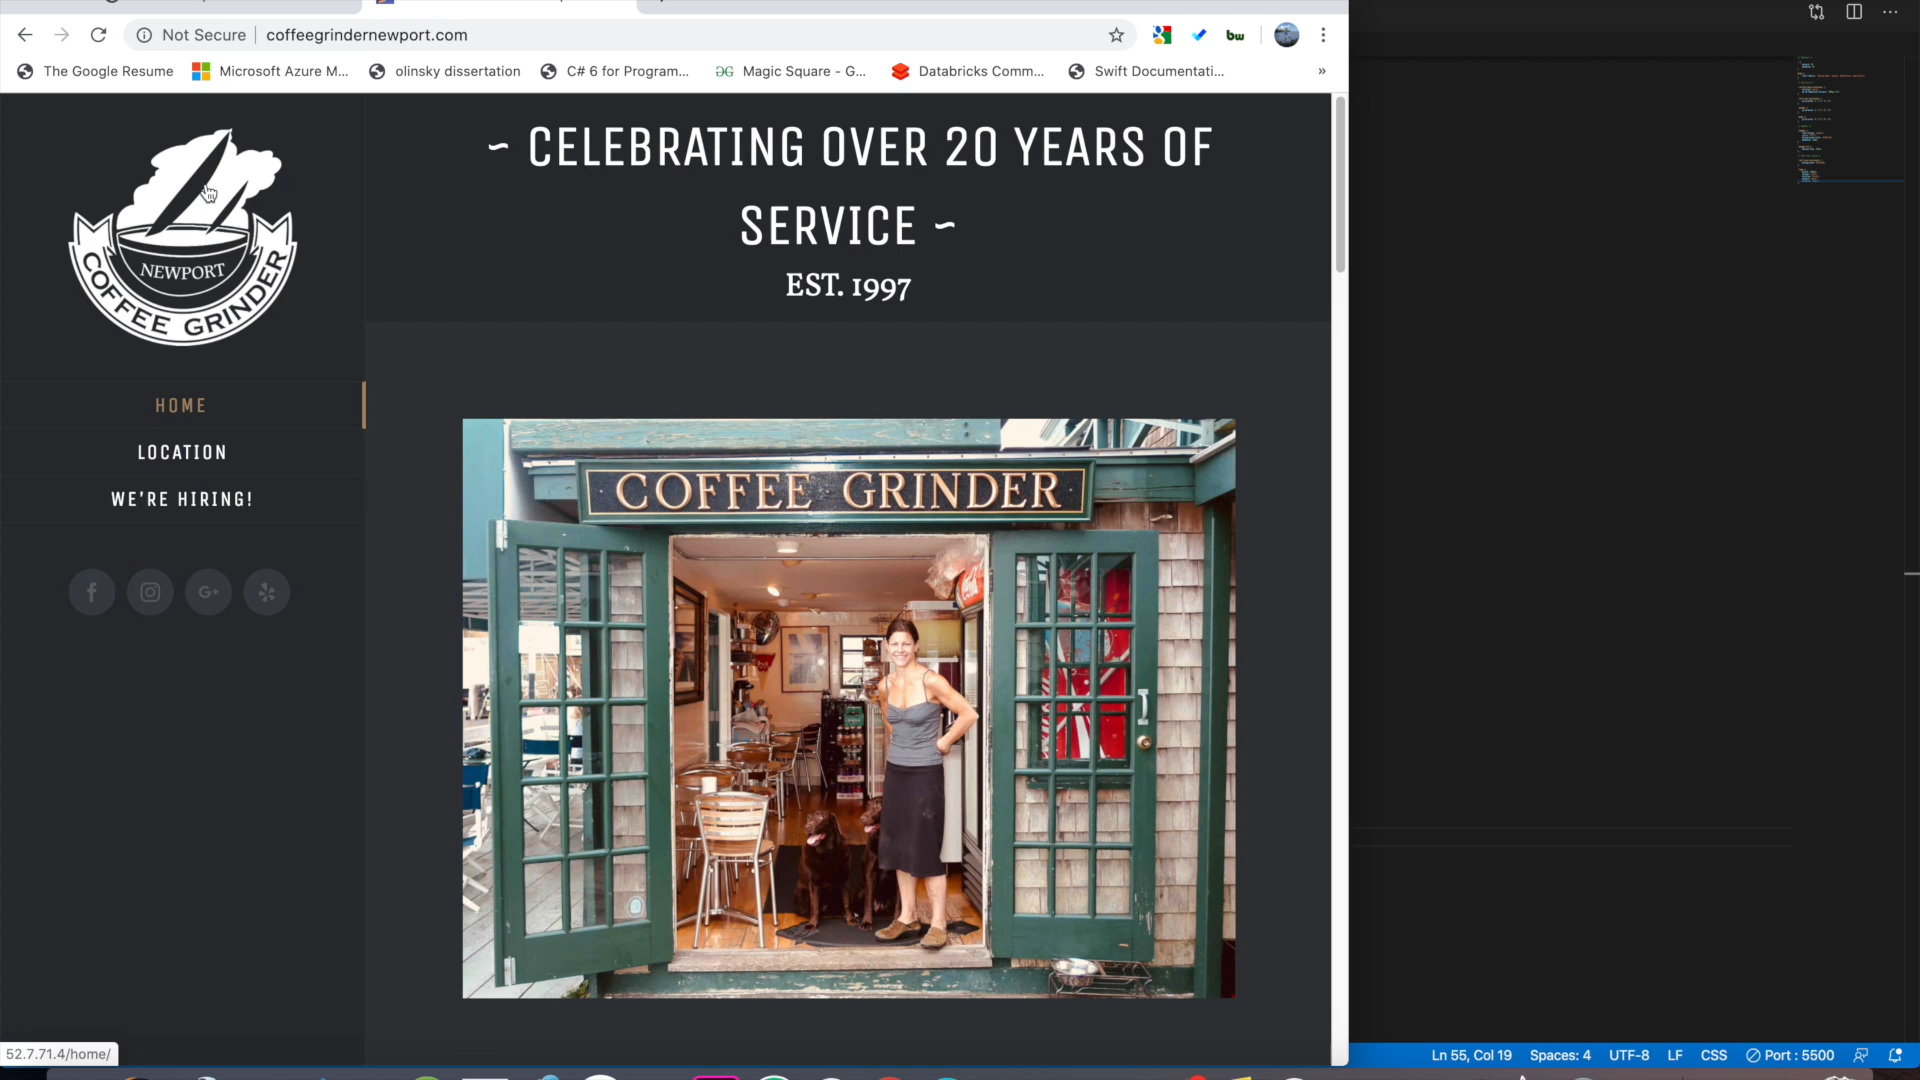 Not Secure
coffeegrindernewport.com
bw
The Google Resume
Microsoft Azure M...
olinsky dissertation
C# 6 for Program...
Magic Square - G...
Databricks Comm...
Swift Documentati...
»
NEWPORT
COFFEE GRINDER
HOME
LOCATION
WE'RE HIRING!
~ CELEBRATING OVER 20 YEARS OF
SERVICE ~
EST. 1997
COFFEE GRINDER
52.7.71.4/home/
Ln 55, Col 19
Spaces: 4
UTF-8
LF
CSS
Port : 5500